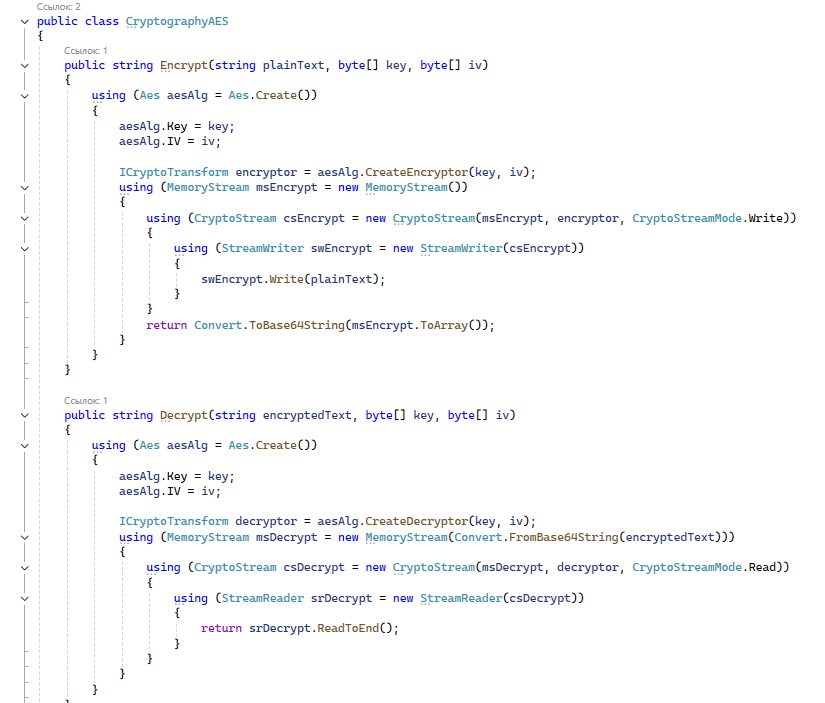 Ссылок: 2
public class CryptographyAES
{
Ссылок: 1
public string Encrypt(string plainText, byte[] key, byte[] iv)
{
using (Aes aesAlg = Aes.Create())
{
aesAlg.Key = key;
aesAlg.IV = iv;
ICryptoTransform encryptor = aesAlg.CreateEncryptor(key, iv);
using (MemoryStream msEncrypt = new MemoryStream())
{
using (CryptoStream csEncrypt = new CryptoStream(msEncrypt, encryptor, CryptoStreamMode.Write))
{
using (StreamWriter swEncrypt = new StreamWriter(csEncrypt))
{
swEncrypt.Write(plainText);
}
}
return Convert.ToBase64String(msEncrypt.ToArray());
}
}
}
Ссылок: 1
public string Decrypt(string encryptedText, byte[] key, byte[] iv)
{
using (Aes aesAlg = Aes.Create())
{
aesAlg.Key = key;
aesAlg.IV = iv;
ICryptoTransform decryptor = aesAlg.CreateDecryptor(key, iv);
using (MemoryStream msDecrypt = new MemoryStream(Convert.FromBase64String(encryptedText)))
{
using (CryptoStream csDecrypt = new CryptoStream(msDecrypt, decryptor, CryptoStreamMode.Read))
{
using (StreamReader srDecrypt = new StreamReader(csDecrypt))
{
return srDecrypt.ReadToEnd();
}
}
}
}